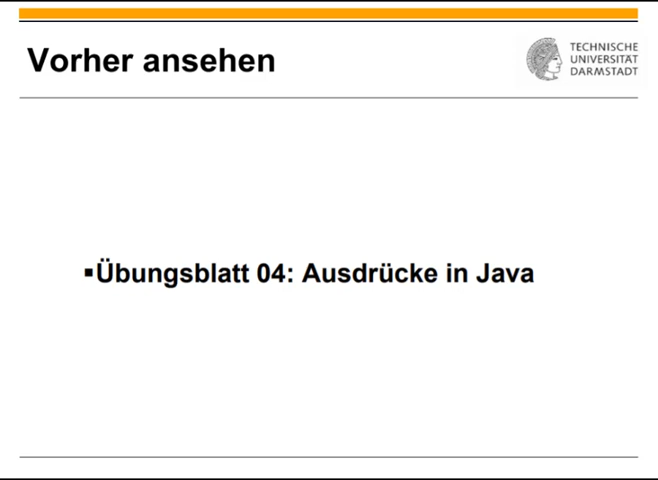 Vorher ansehen
TECHNISCHE
UNIVERSITÄT
DARMSTADT
▪Übungsblatt 04: Ausdrücke in Java